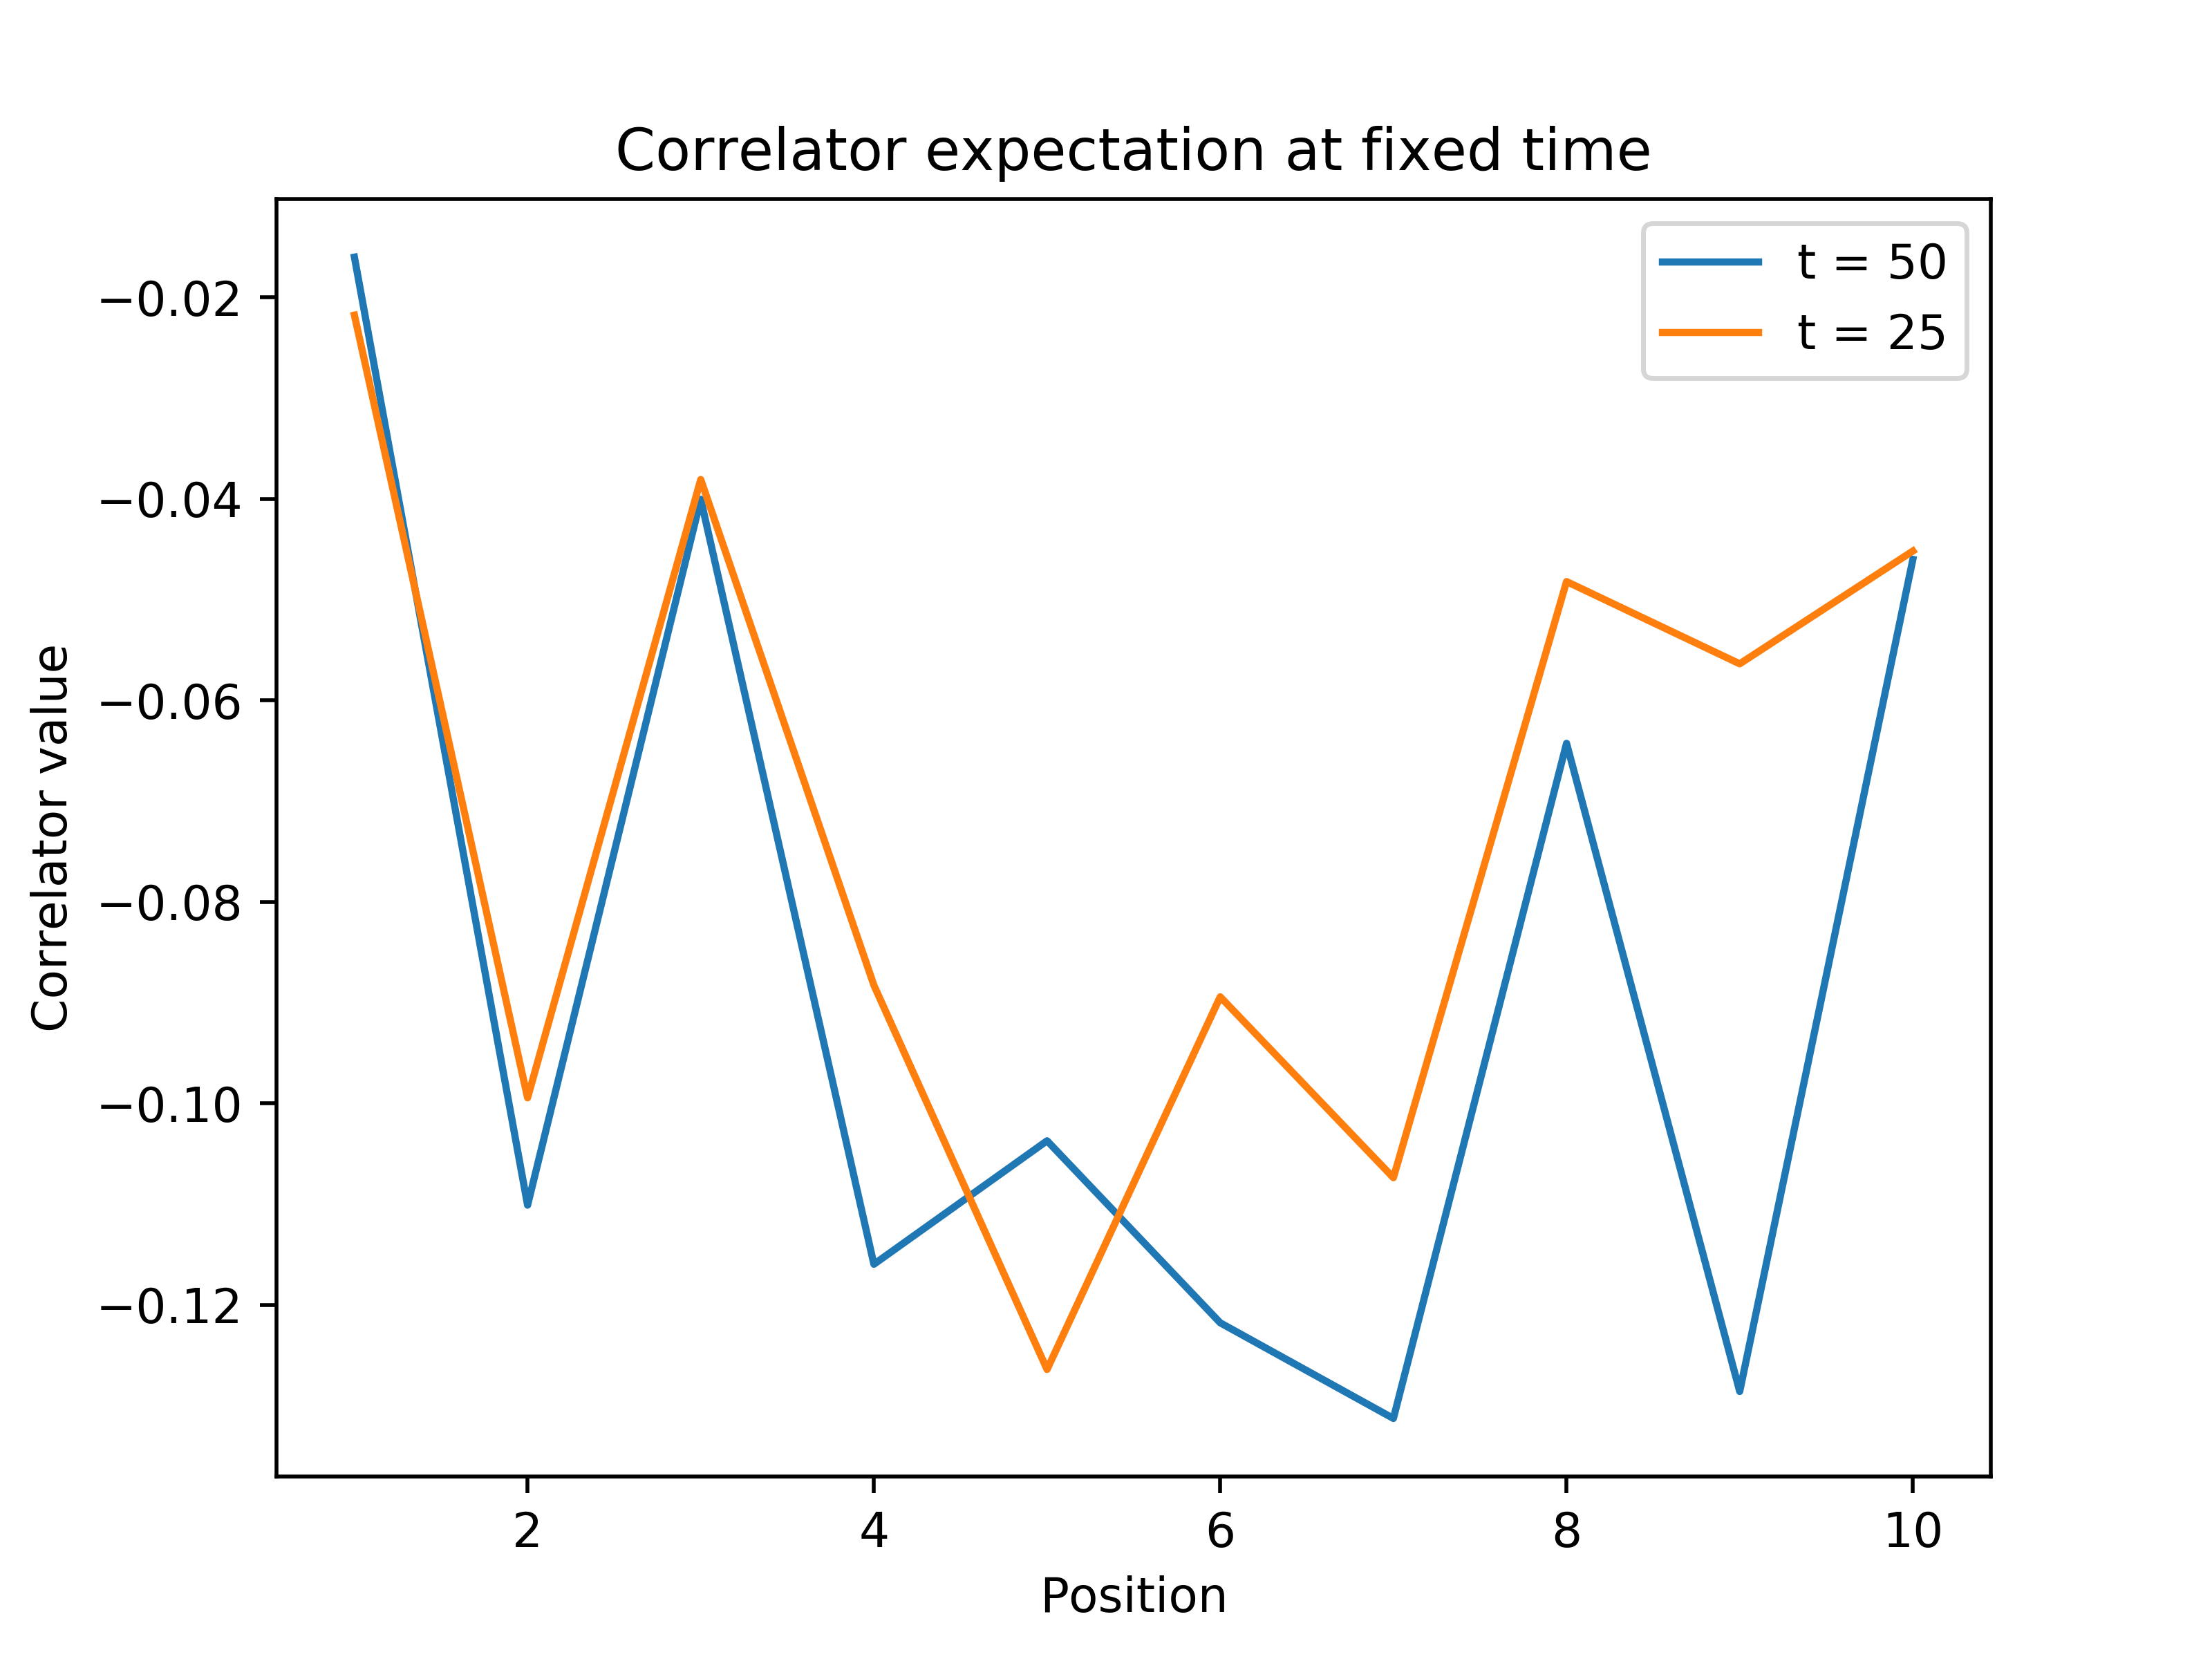 Correlator expectation at fixed time
t = 50
t = 25
−0.02
−0.04
−0.06
−0.08
−0.10
−0.12
Correlator value
2 4 6 8 10
Position